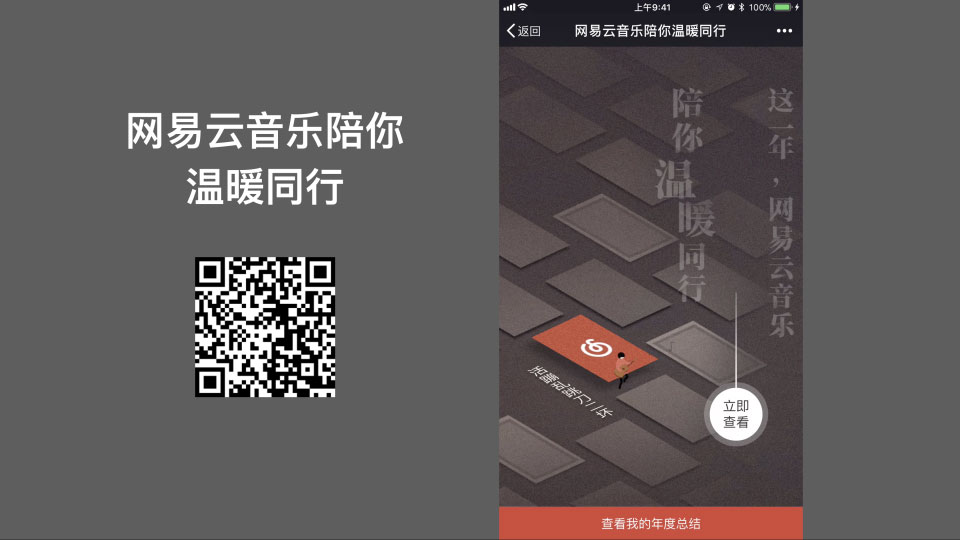 网易云音乐陪你
温暖同行
上午9:41
100%
返回
网易云音乐陪你温暖同行
这一年，网易云音乐
陪你温暖同行
立即
查看
查看我的年度总结